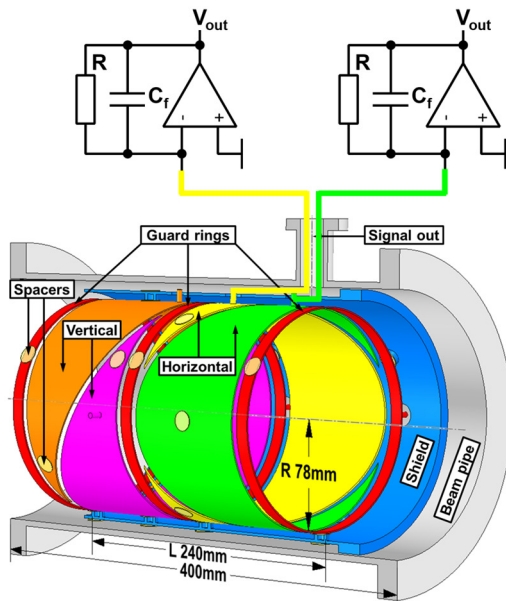 Vout
Vout
R
Cf
-
+
R
Cf
-
+
Guard rings
Signal out
Spacers
Vertical
Horizontal
R 78mm
Shield
Beam pipe
L 240mm
400mm